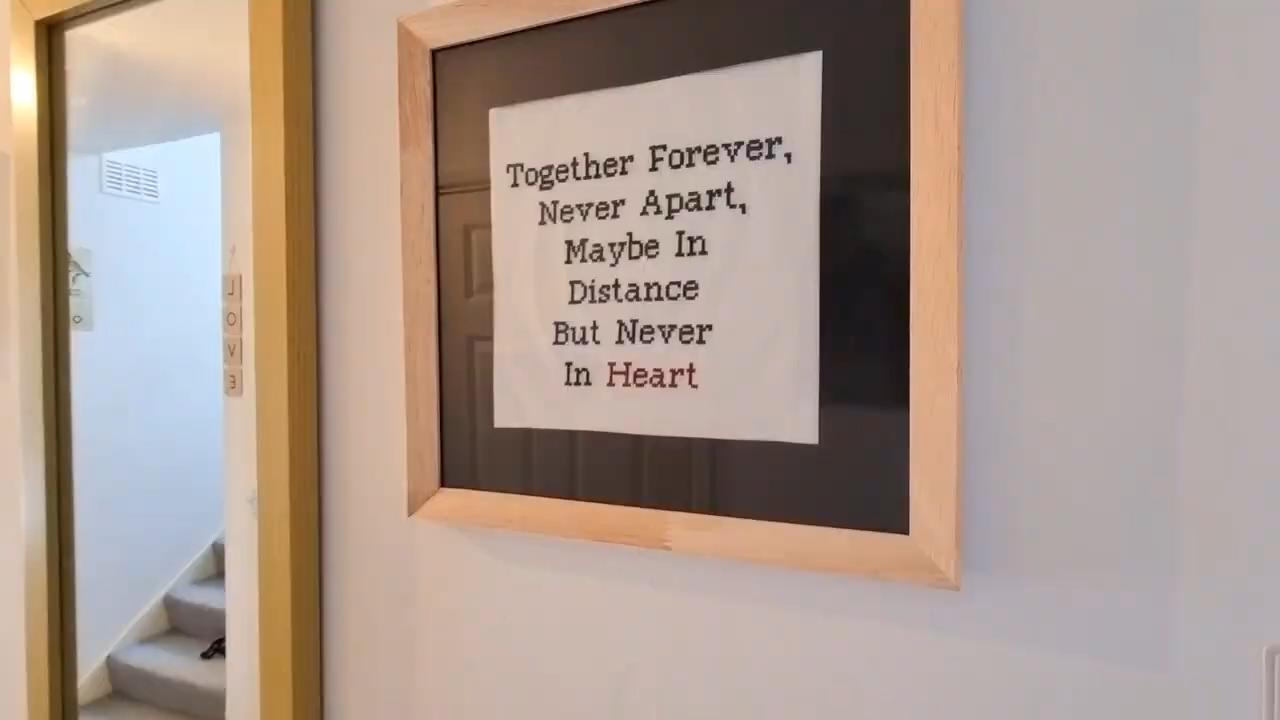 Together Forever,
Never Apart,
Maybe In
Distance
But Never
In Heart
L
O
V
E